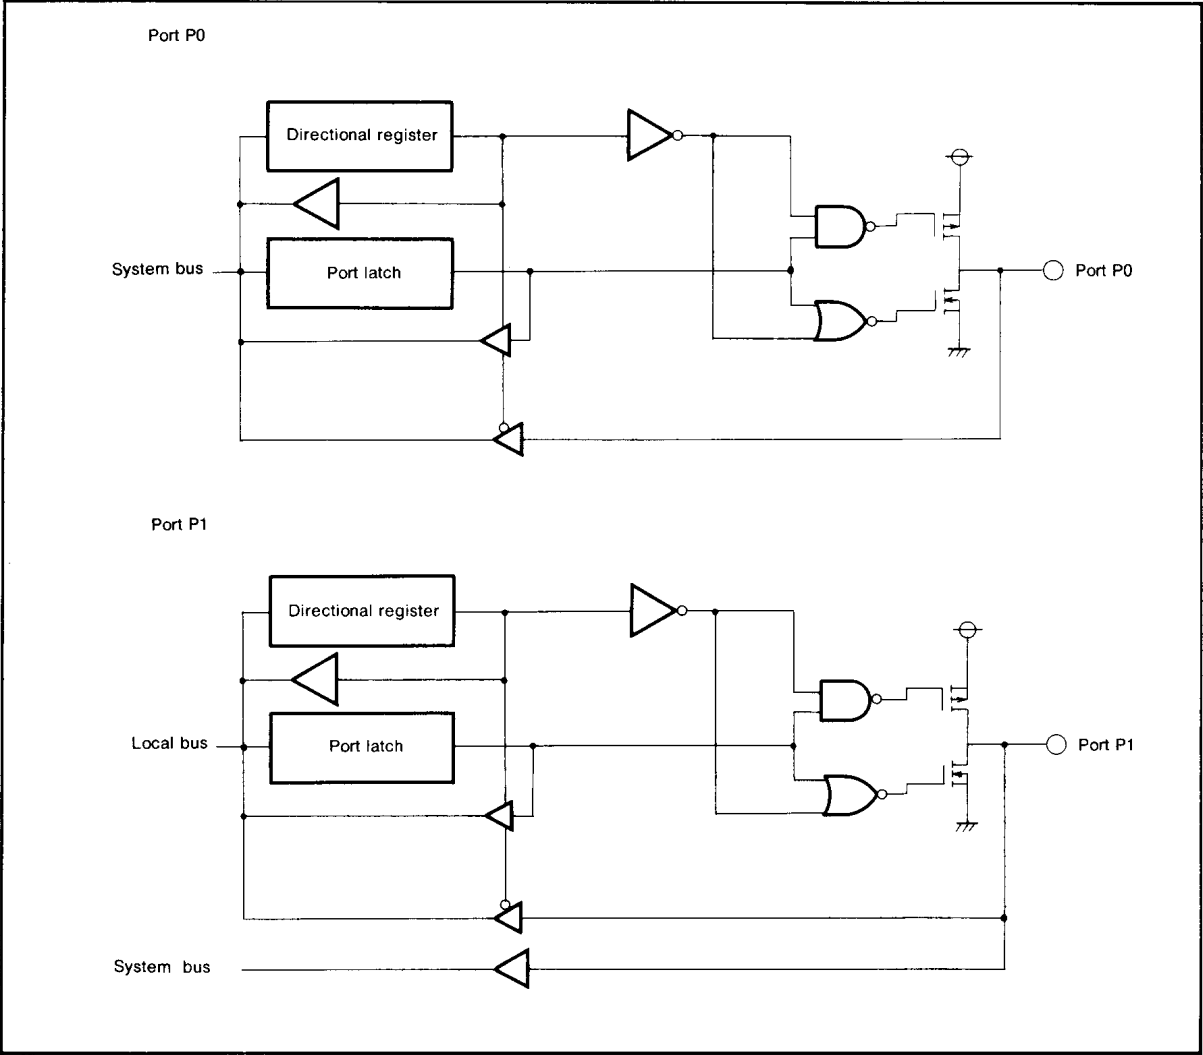 Port P0
Directional register
System bus
Port latch
Port P0
Port P1
Directional register
Local bus
Port latch
Port P1
System bus